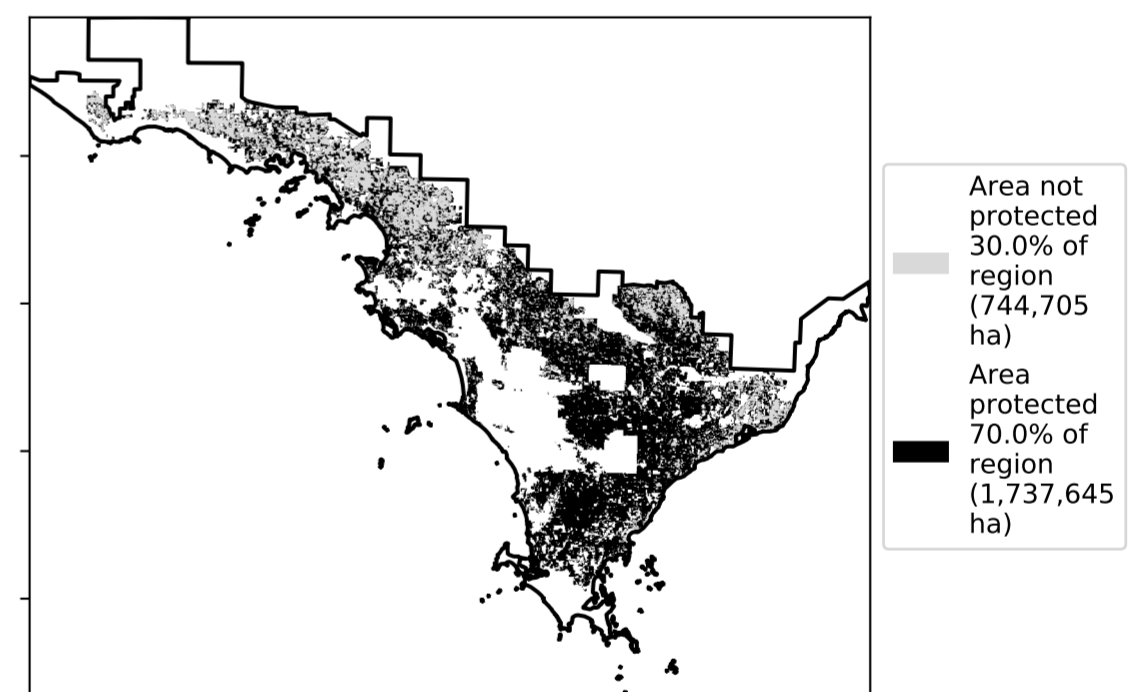 Area not
protected
30.0% of
region
(744,705
ha)
Area
protected
70.0% of
region
(1,737,645
ha)